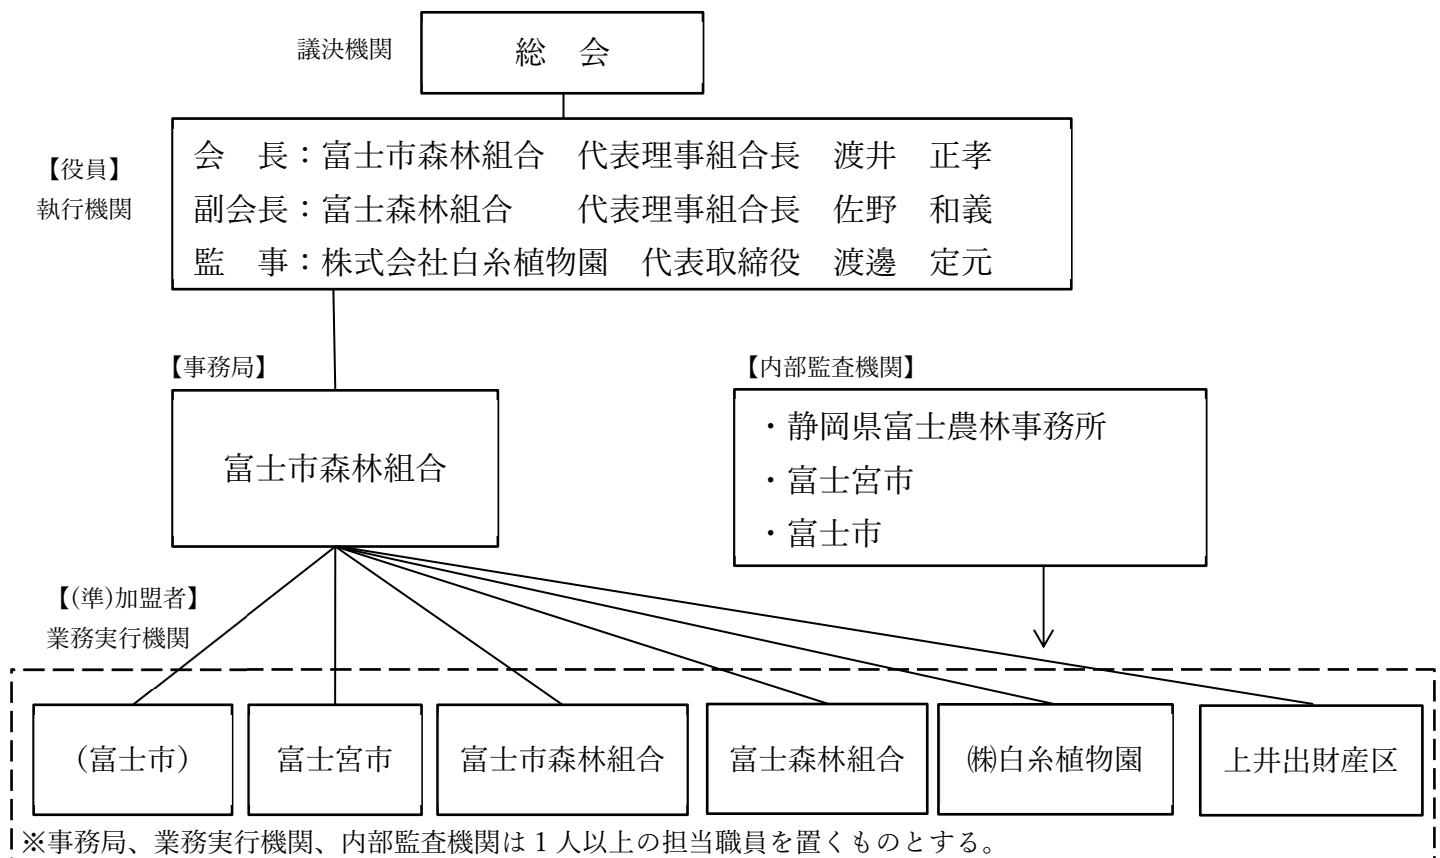 議決機関
総　会
【役員】
執行機関
会　長：富士市森林組合　代表理事組合長　渡井　正孝
副会長：富士森林組合　　代表理事組合長　佐野　和義
監　事：株式会社白糸植物園　代表取締役　渡邊　定元
【事務局】
富士市森林組合
【内部監査機関】
・静岡県富士農林事務所
・富士宮市
・富士市
【(準)加盟者】
業務実行機関
（富士市）
富士宮市
富士市森林組合
富士森林組合
㈱白糸植物園
上井出財産区
※事務局、業務実行機関、内部監査機関は 1 人以上の担当職員を置くものとする。